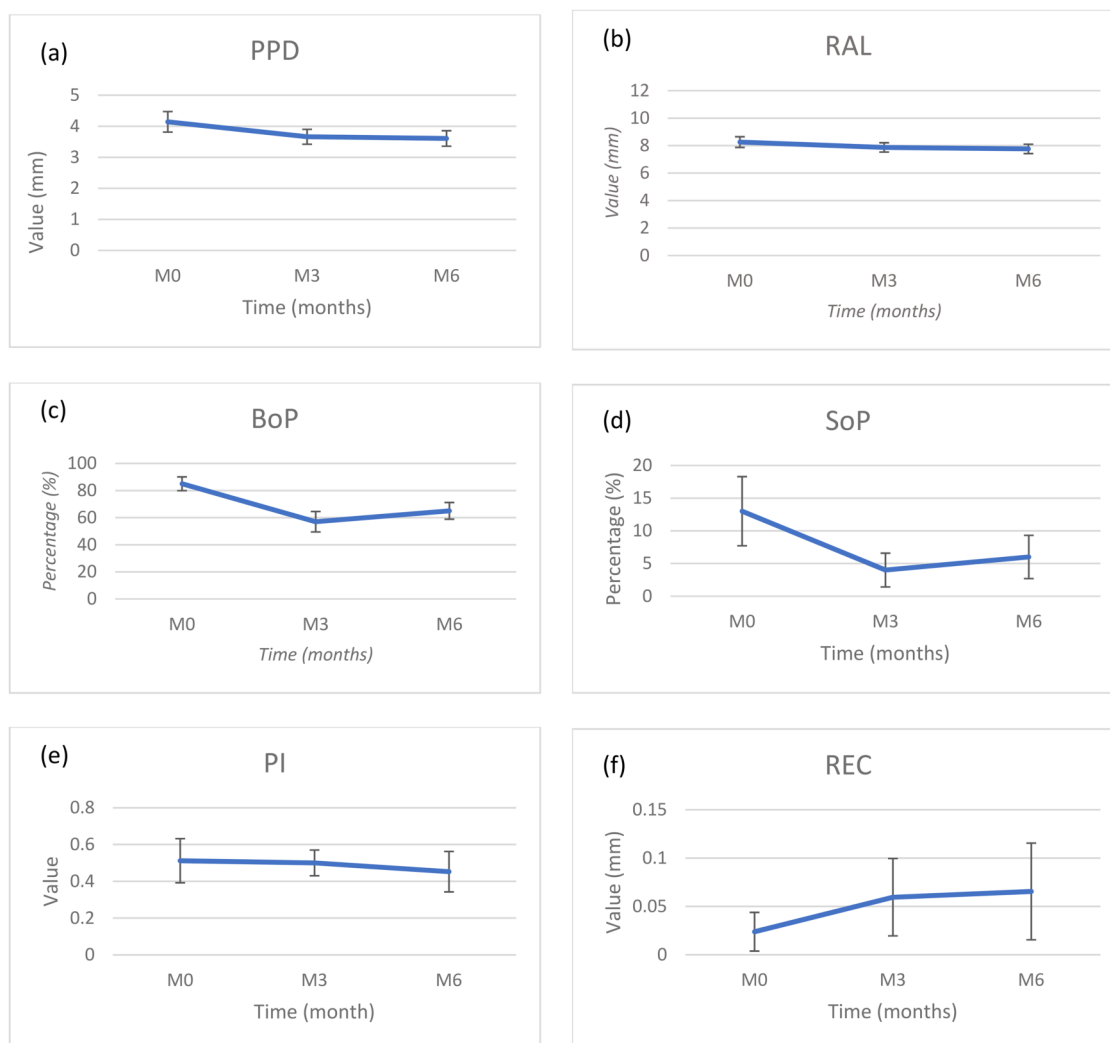 (a)
PPD
Value (mm)
5
4
3
2
1
0
M0 M3 M6
Time (months)
(b)
RAL
Value (mm)
12
10
8
6
4
2
0
M0 M3 M6
Time (months)
(c)
BoP
Percentage (%)
100
80
60
40
20
0
M0 M3 M6
Time (months)
(d)
SoP
Percentage (%)
20
15
10
5
0
M0 M3 M6
Time (months)
(e)
PI
Value
0.8
0.6
0.4
0.2
0
M0 M3 M6
Time (month)
(f)
REC
Value (mm)
0.15
0.1
0.05
0
M0 M3 M6
Time (months)